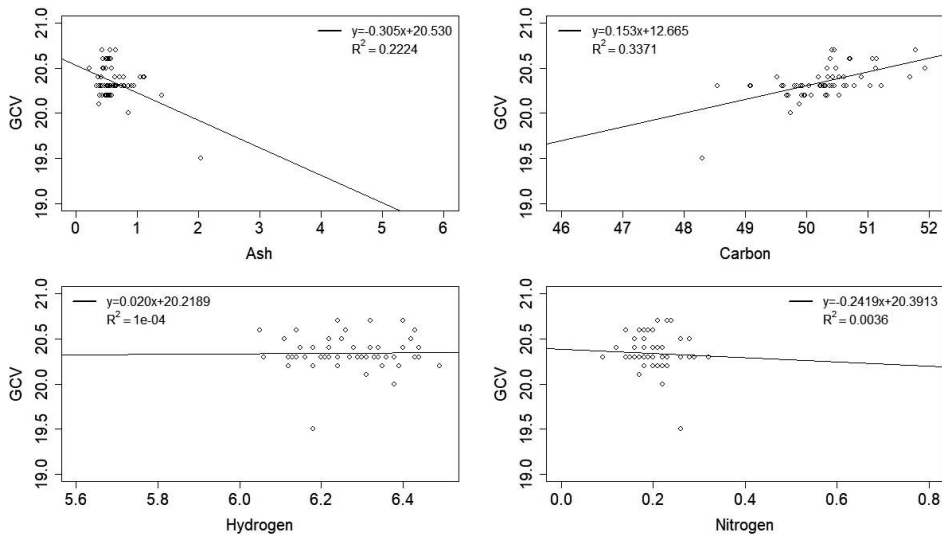 y=-0.305x+20.530
R² = 0.2224
GCV
19.0 19.5 20.0 20.5 21.0
0 1 2 3 4 5 6
Ash
y=0.153x+12.665
R² = 0.3371
GCV
19.0 19.5 20.0 20.5 21.0
46 47 48 49 50 51 52
Carbon
y=0.020x+20.2189
R² = 1e-04
GCV
19.0 19.5 20.0 20.5 21.0
5.6 5.8 6.0 6.2 6.4
Hydrogen
y=-0.2419x+20.3913
R² = 0.0036
GCV
19.0 19.5 20.0 20.5 21.0
0.0 0.2 0.4 0.6 0.8
Nitrogen